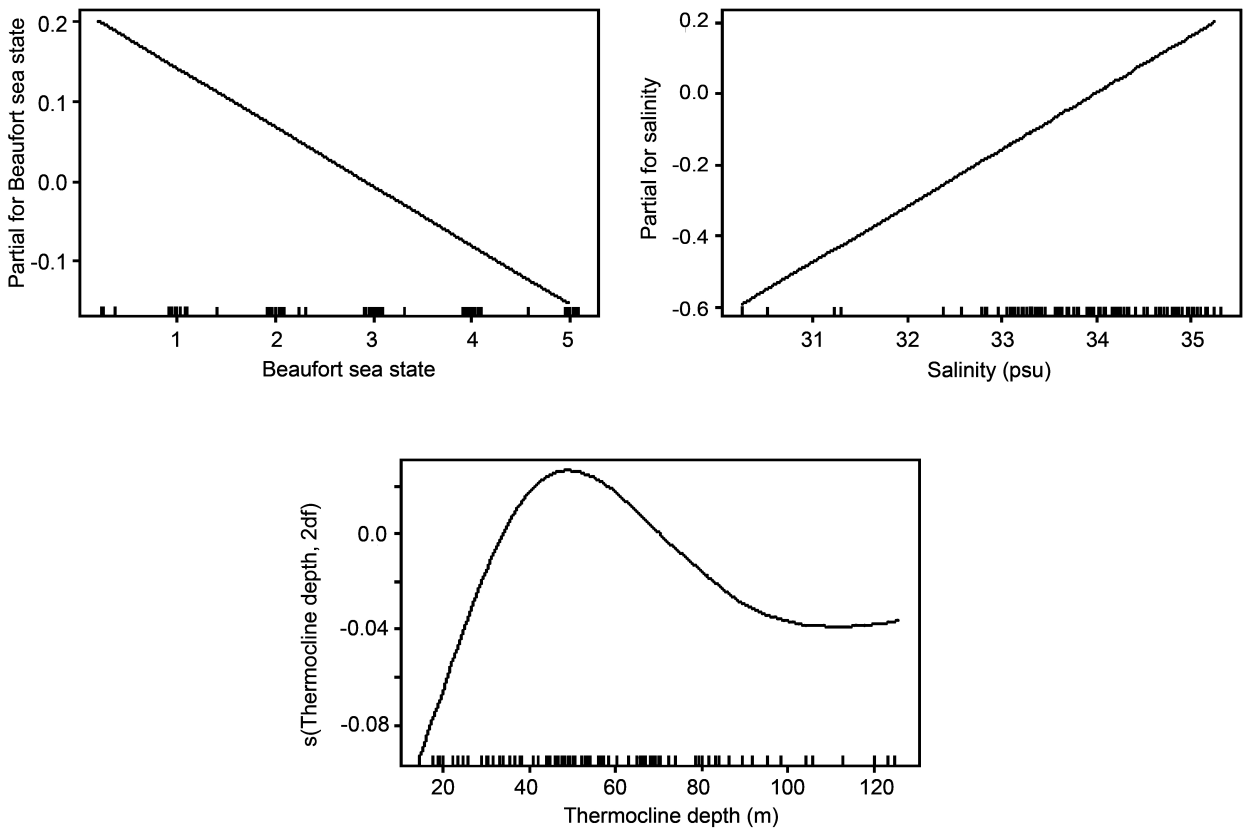 Partial for Beaufort sea state
0.2
0.1
0.0
-0.1
1 2 3 4 5
Beaufort sea state
Partial for salinity
0.2
0.0
-0.2
-0.4
-0.6
31 32 33 34 35
Salinity (psu)
s(Thermocline depth, 2df)
0.0
-0.04
-0.08
20 40 60 80 100 120
Thermocline depth (m)